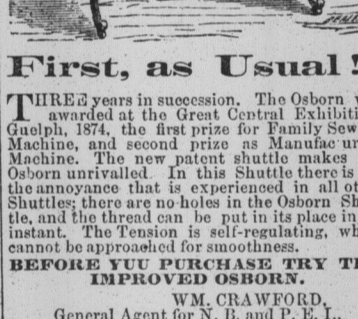 First, as Usual!
THREE years in succession. The Osborn
awarded at the Great Central Exhibiti
Guelph, 1874, the first prize for Family Sew
Machine, and second prize as Manufac ur
Machine. The new patent shuttle makes
Osborn unrivalled. In this Shuttle there is
the annoyance that is experienced in all ot
Shuttles; there are no holes in the Osborn Sh
tle, and the thread can be put in its place in
instant. The Tension is self-regulating, wh
cannot be approached for smoothness.
BEFORE YUU PURCHASE TRY T
IMPROVED OSBORN.
WM. CRAWFORD,
General Agent for N. B. and P. E. I.